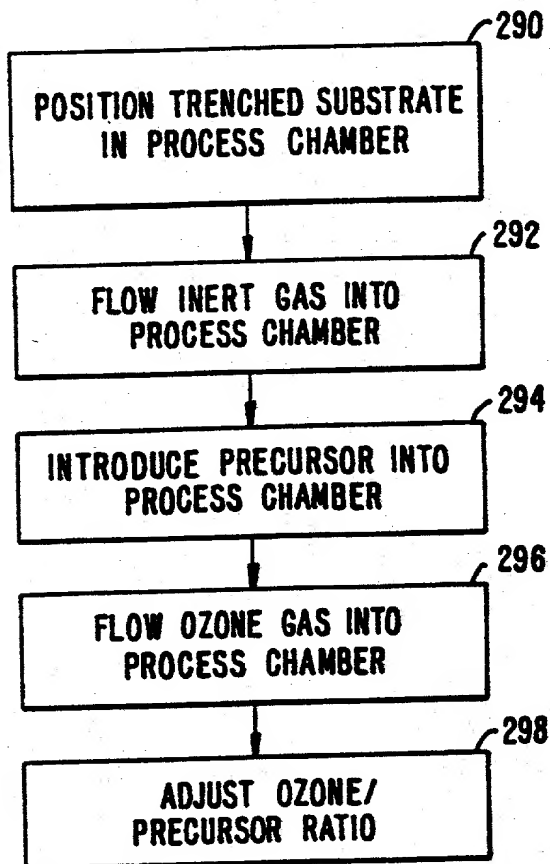 290
POSITION TRENCHED SUBSTRATE
IN PROCESS CHAMBER
292
FLOW INERT GAS INTO
PROCESS CHAMBER
294
INTRODUCE PRECURSOR INTO
PROCESS CHAMBER
296
FLOW OZONE GAS INTO
PROCESS CHAMBER
298
ADJUST OZONE/
PRECURSOR RATIO